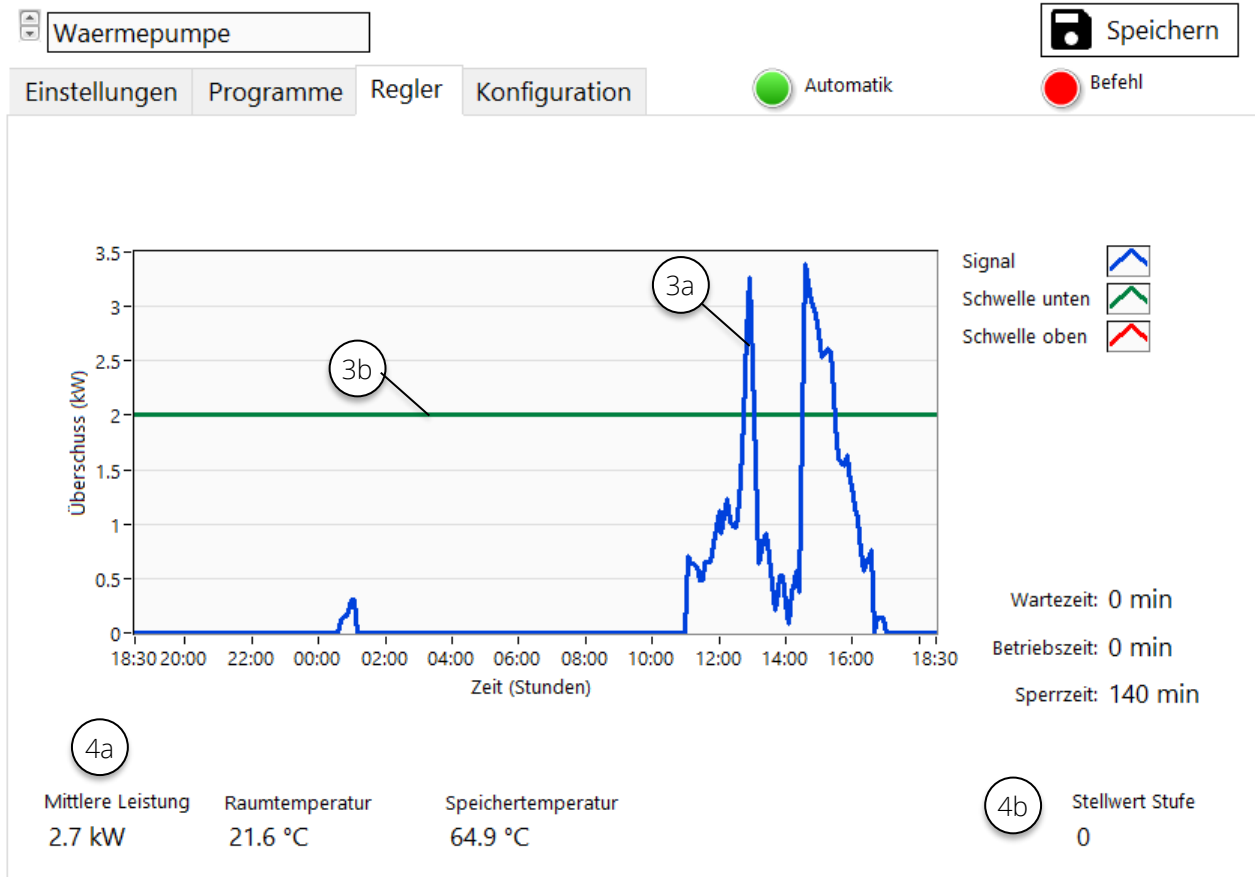 Waermepumpe
Speichern
Einstellungen Programme Regler Konfiguration
Automatik
Befehl
3.5
3
2.5
2
1.5
1
0.5
0
Überschuss (kW)
3a
3b
Signal
Schwelle unten
Schwelle oben
18:30 20:00 22:00 00:00 02:00 04:00 06:00 08:00 10:00 12:00 14:00 16:00 18:30
Zeit (Stunden)
Wartezeit: 0 min
Betriebszeit: 0 min
Sperrzeit: 140 min
4a
Mittlere Leistung Raumtemperatur Speichertemperatur
2.7 kW 21.6 °C 64.9 °C
4b
Stellwert Stufe
0